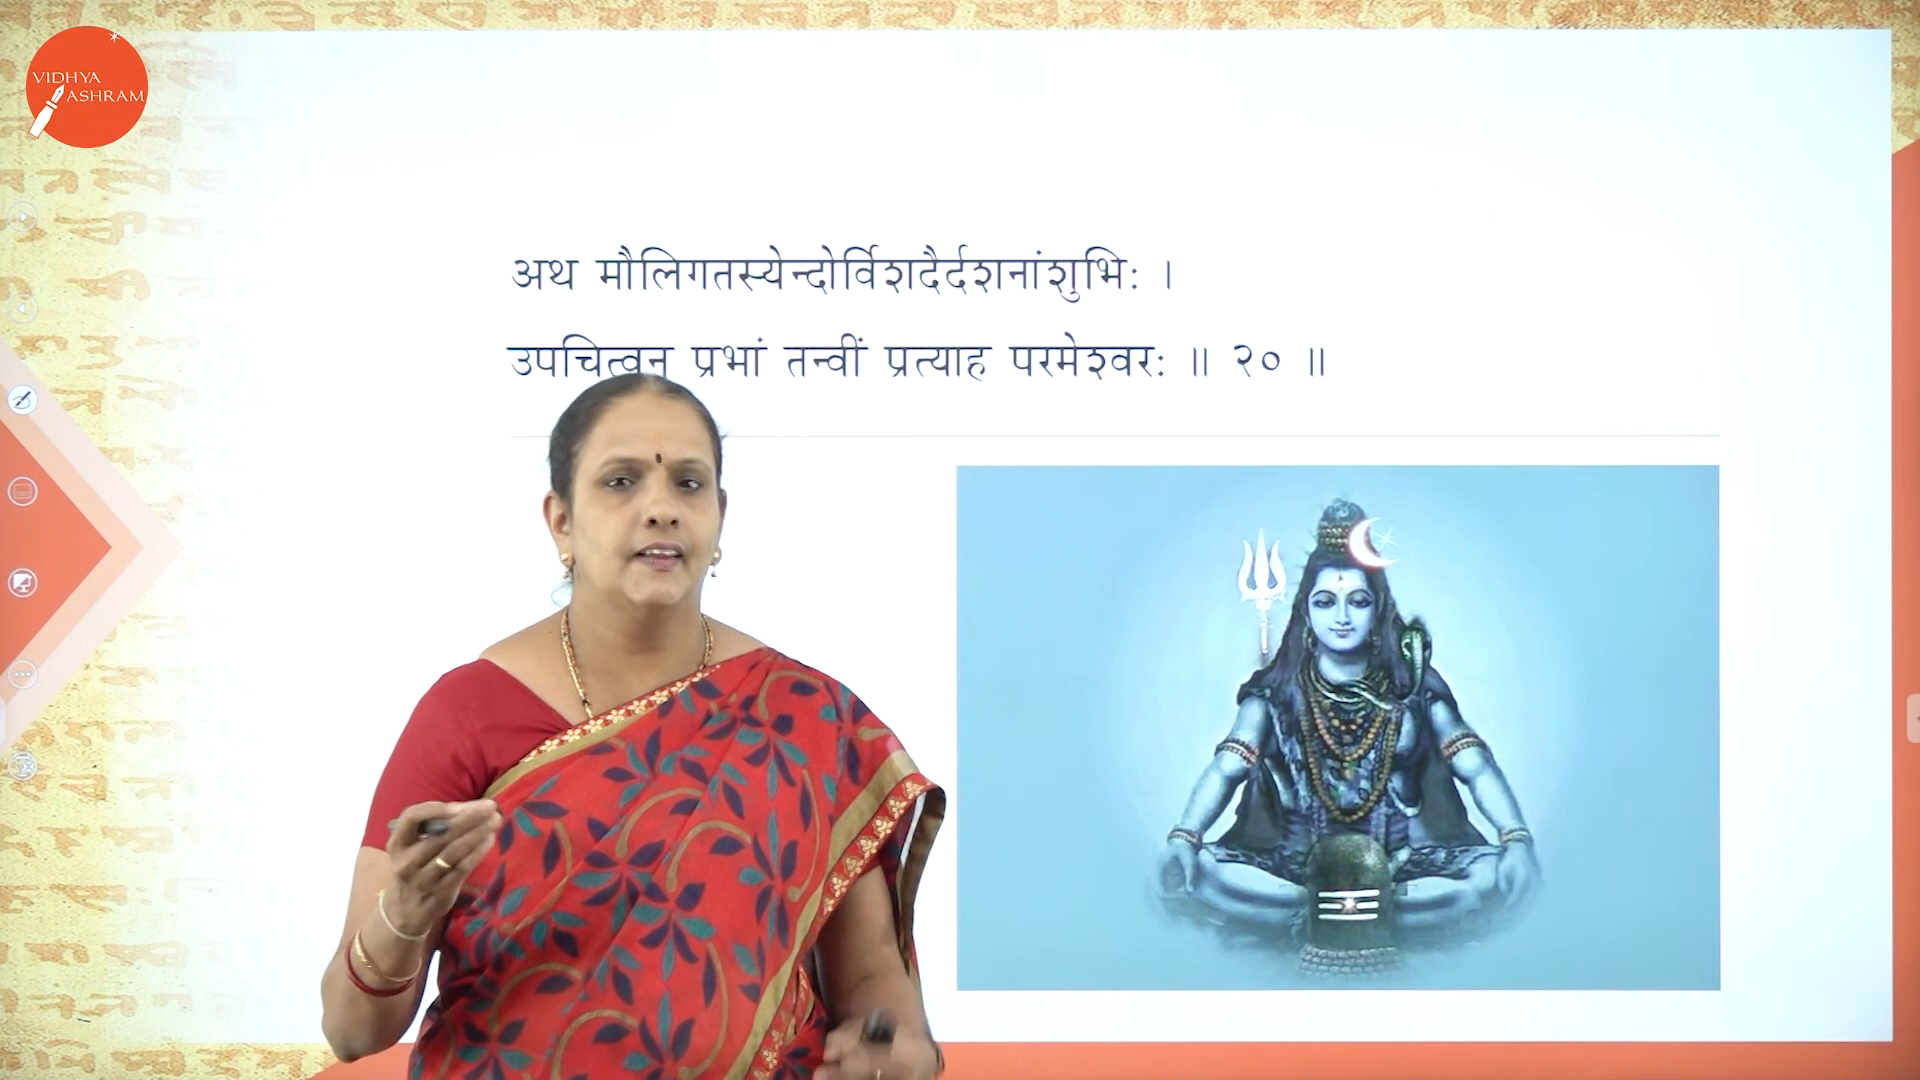 VIDHYA
ASHRAM
अथ मौलिगतस्येन्दोर्विशदैर्दशनांशुभिः ।
उपचित्वन प्रभां तन्वीं प्रत्याह परमेश्वरः ॥ २० ॥